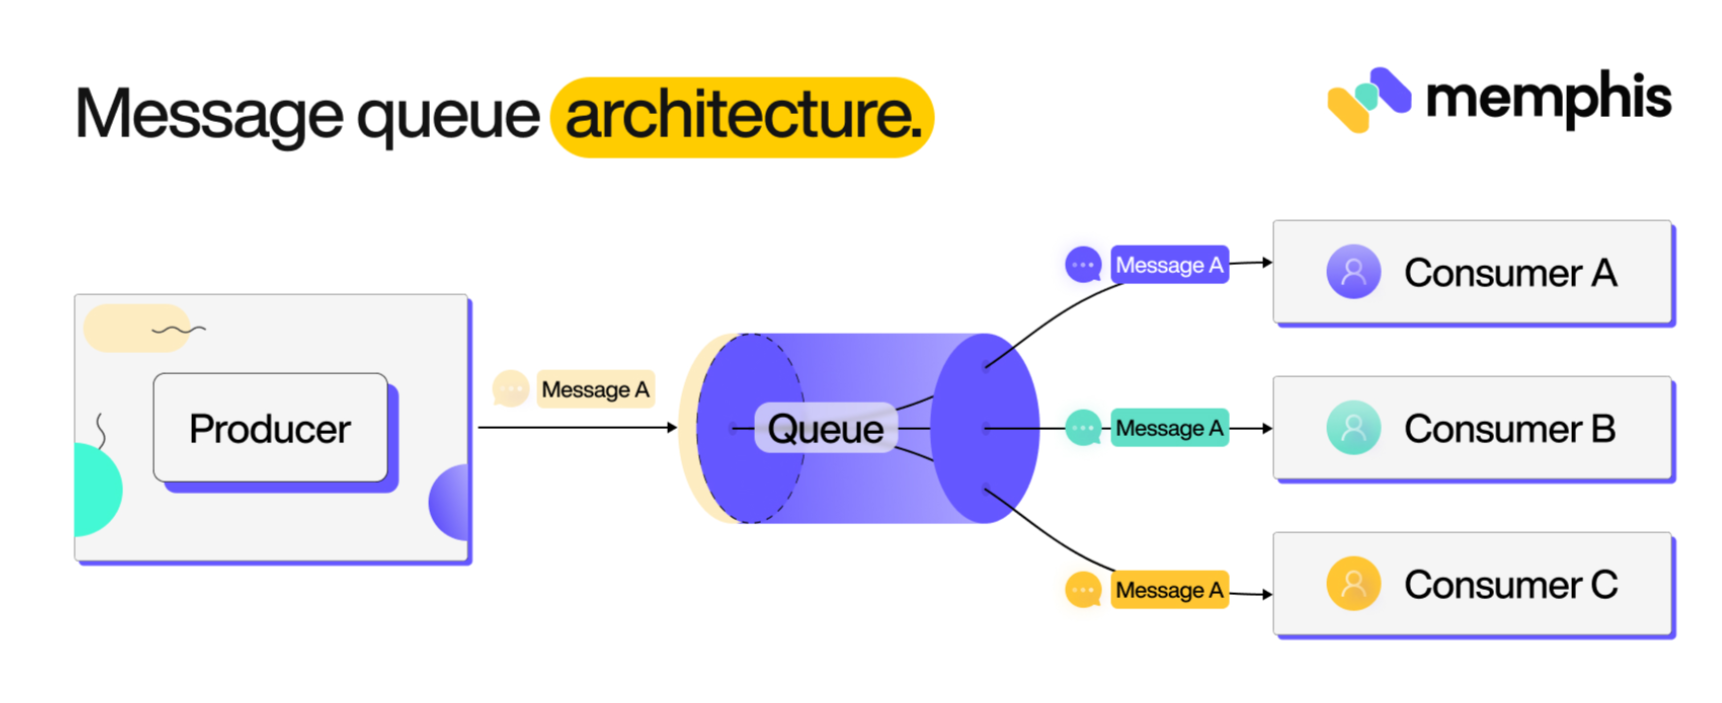 Message queue architecture.
memphis
Producer
Message A
Queue
Message A
Consumer A
Message A
Consumer B
Message A
Consumer C